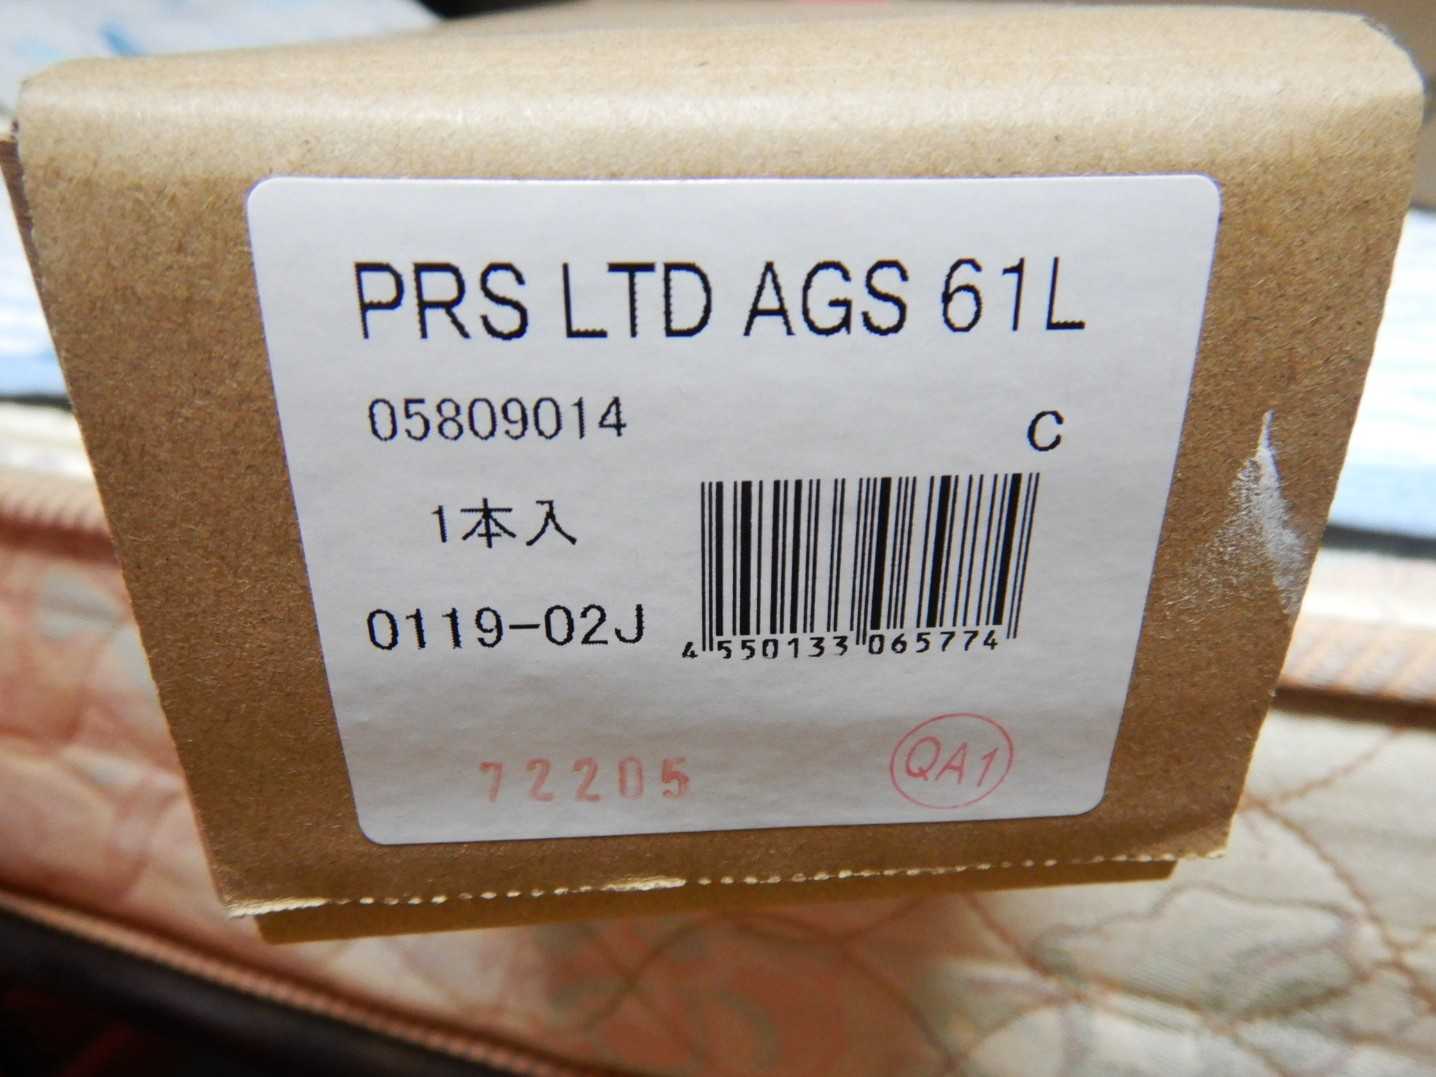 PRS LTD AGS 61L
05809014
C
1本入
0119-02J
4 550133 065774
72205
QA1